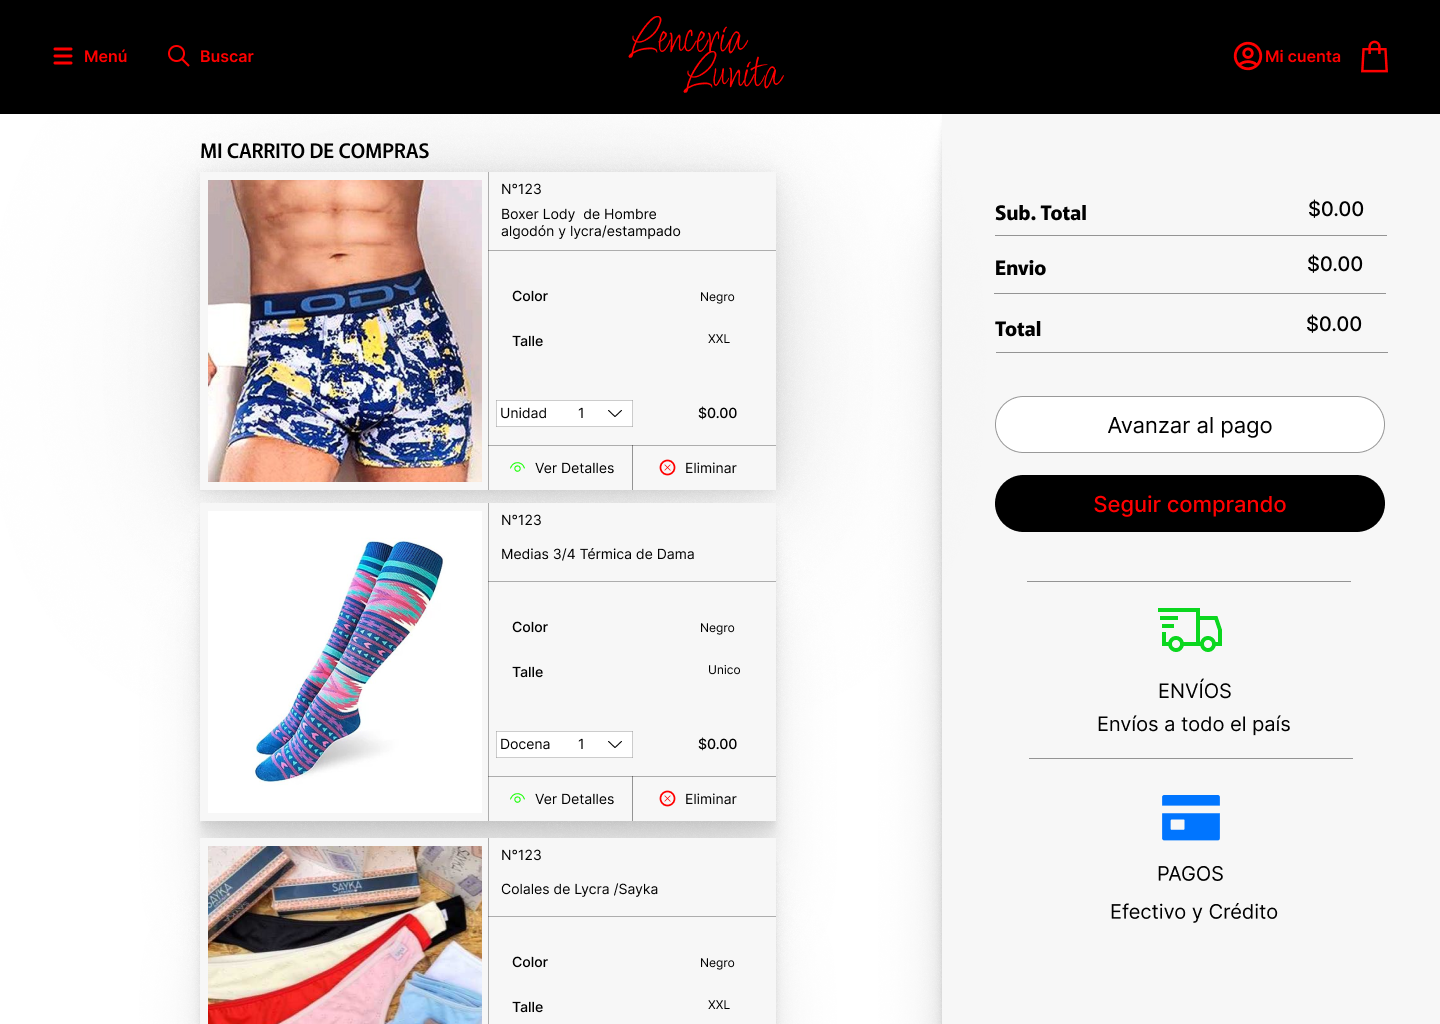 Menú
Buscar
Lencería
Lunita
Mi cuenta
MI CARRITO DE COMPRAS
LODY
N°123
Boxer Lody  de Hombre
algodón y lycra/estampado
Color
Negro
Talle
XXL
Unidad
1
$0.00
Ver Detalles
Eliminar
N°123
Medias 3/4 Térmica de Dama
Color
Negro
Talle
Unico
Docena
1
$0.00
Ver Detalles
Eliminar
SAYKA
SAYKA
N°123
Colales de Lycra /Sayka
Color
Negro
Talle
XXL
Sub. Total
$0.00
Envio
$0.00
Total
$0.00
Avanzar al pago
Seguir comprando
ENVÍOS
Envíos a todo el país
PAGOS
Efectivo y Crédito